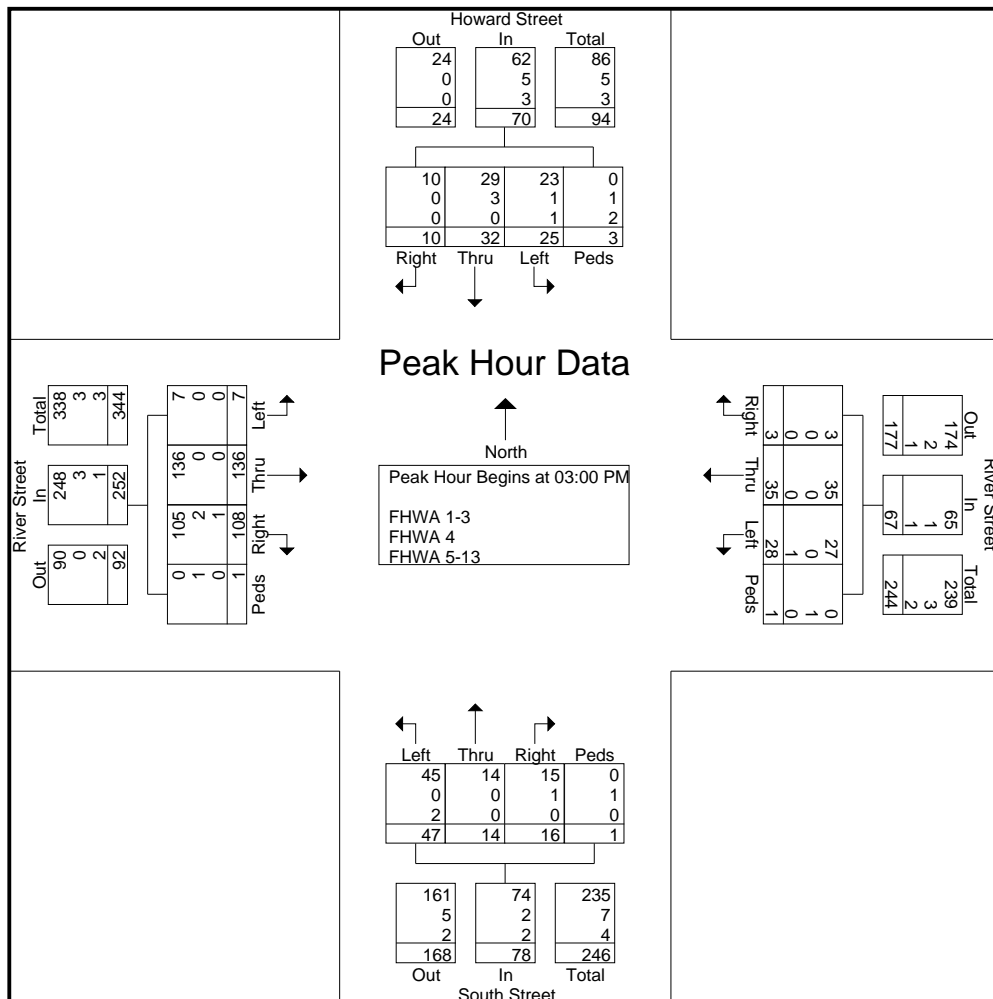 Howard Street
Out In Total
24 62 86
0 5 5
0 3 3
24 70 94
10 29 23 0
0 3 1 1
0 0 1 2
10 32 25 3
Right Thru Left Peds
Peak Hour Data
North
Peak Hour Begins at 03:00 PM
FHWA 1-3
FHWA 4
FHWA 5-13
River Street
Total In Out
338 248 90
3 3 0
3 1 2
344 252 92
7 136 105 0
0 0 2 1
0 0 1 0
7 136 108 1
Left Thru Right Peds
River Street
Out In Total
174 65 239
2 1 3
1 1 2
177 67 244
3 35 27 0
0 0 0 1
0 0 1 0
3 35 28 1
Right Thru Left Peds
Left Thru Right Peds
45 14 15 0
0 0 1 1
2 0 0 0
47 14 16 1
161 74 235
5 2 7
2 2 4
168 78 246
Out In Total
South Street